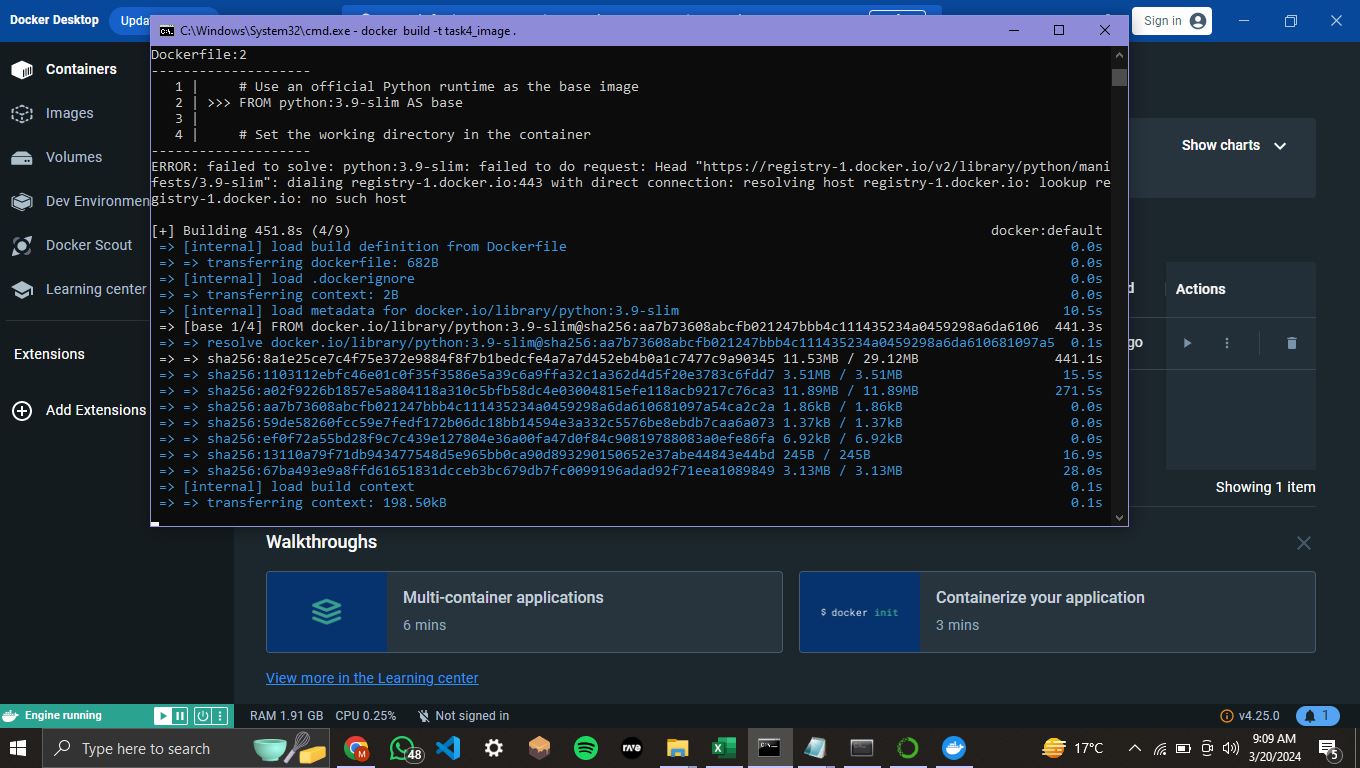 Docker Desktop
Upda
Sign in
C:\Windows\System32\cmd.exe - docker  build -t task4_image .
Containers
Images
Volumes
Dev Environmen
Docker Scout
Learning center
Extensions
Add Extensions
Dockerfile:2
--------------------
   1 |     # Use an official Python runtime as the base image
   2 | >>> FROM python:3.9-slim AS base
   3 |
   4 |     # Set the working directory in the container
--------------------
ERROR: failed to solve: python:3.9-slim: failed to do request: Head "https://registry-1.docker.io/v2/library/python/mani
fests/3.9-slim": dialing registry-1.docker.io:443 with direct connection: resolving host registry-1.docker.io: lookup re
gistry-1.docker.io: no such host
[+] Building 451.8s (4/9) docker:default
=> [internal] load build definition from Dockerfile 0.0s
=> => transferring dockerfile: 682B 0.0s
=> [internal] load .dockerignore 0.0s
=> => transferring context: 2B 0.0s
=> [internal] load metadata for docker.io/library/python:3.9-slim 10.5s
=> [base 1/4] FROM docker.io/library/python:3.9-slim@sha256:aa7b73608abcfb021247bbb4c111435234a0459298a6da6106 441.3s
=> => resolve docker.io/library/python:3.9-slim@sha256:aa7b73608abcfb021247bbb4c111435234a0459298a6da610681097a5 0.1s
=> => sha256:8a1e25ce7c4f75e372e9884f8f7b1bedcfe4a7a7d452eb4b0a1c7477c9a90345 11.53MB / 29.12MB 441.1s
=> => sha256:1103112ebfc46e01c0f35f3586e5a39c6a9ffa32c1a362d4d5f20e3783c6fdd7 3.51MB / 3.51MB 15.5s
=> => sha256:a02f9226b1857e5a804118a310c5bfb58dc4e03004815efe118acb9217c76ca3 11.89MB / 11.89MB 271.5s
=> => sha256:aa7b73608abcfb021247bbb4c111435234a0459298a6da610681097a54ca2c2a 1.86kB / 1.86kB 0.0s
=> => sha256:59de58260fcc59e7fedf172b06dc18bb14594e3a332c5576be8ebdb7caa6a073 1.37kB / 1.37kB 0.0s
=> => sha256:ef0f72a55bd28f9c7c439e127804e36a00fa47d0f84c90819788083a0efe86fa 6.92kB / 6.92kB 0.0s
=> => sha256:13110a79f71db943477548d5e965bb0ca90d893290150652e37abe44843e44bd 245B / 245B 16.9s
=> => sha256:67ba493e9a8ffd61651831dcceb3bc679db7fc0099196adad92f71eea1089849 3.13MB / 3.13MB 28.0s
=> [internal] load build context 0.1s
=> => transferring context: 198.50kB 0.1s
Show charts
d
Actions
go
Showing 1 item
Walkthroughs
Multi-container applications
6 mins
$ docker init
Containerize your application
3 mins
View more in the Learning center
Engine running
RAM 1.91 GB
CPU 0.25%
Not signed in
v4.25.0
1
Type here to search
M
48
rwe
17°C
9:09 AM
3/20/2024
5